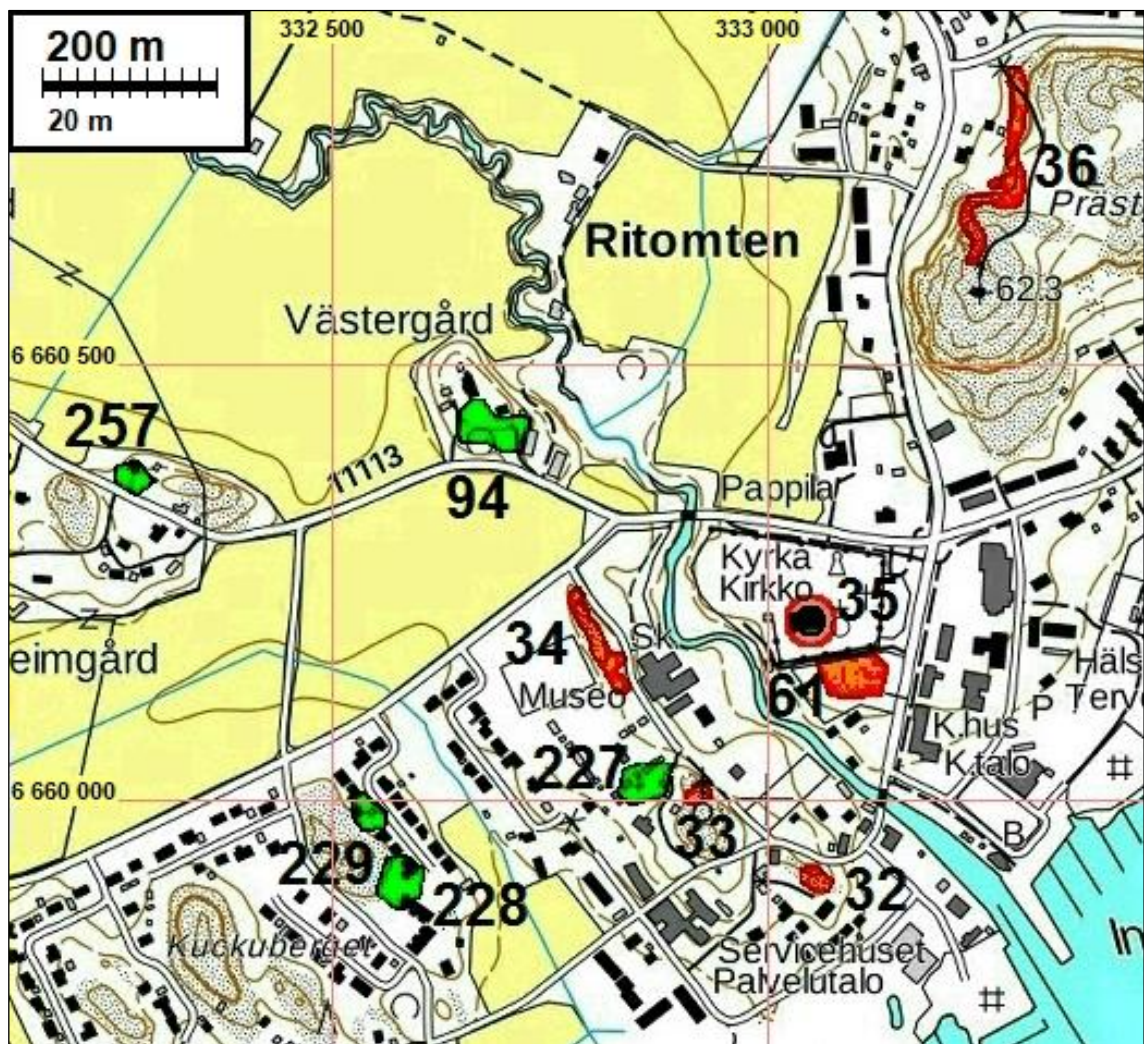 200 m
20 m
332 500
333 000
36
Präst
62.3
Ritomten
Västergård
6 660 500
257
11113
94
Pappila
Kyrka
Kirkko
35
34
Sk.
eimgård
Museo
61
Häls
P
Terv
K.hus
K.talo
227
6 660 000
33
B
229
228
32
Kuckuberget
Servicehuset
Palvelutalo
In